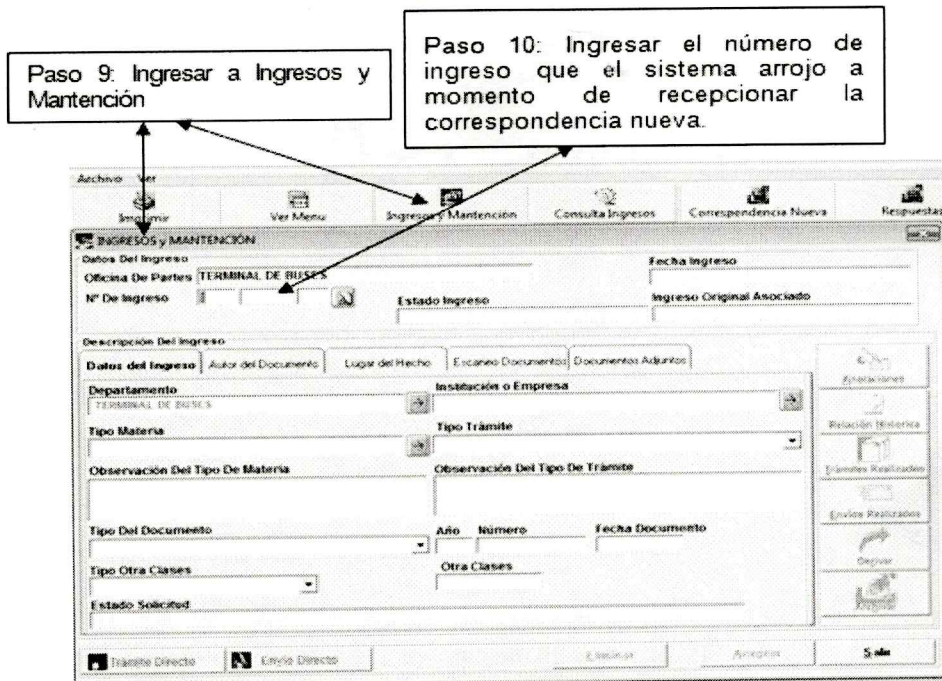 Paso 9: Ingresar a Ingresos y
Mantención
Paso 10: Ingresar el número de
ingreso que el sistema arrojo a
momento de recepcionar la
correspondencia nueva.
Archivo Ver
Imprimir Ver Menu Ingresos y Mantención Consulta Ingresos Correspondencia Nueva Respuestas
INGRESOS y MANTENCIÓN
Datos Del Ingreso
Oficina De Partes TERMINAL DE BUSES Fecha Ingreso
Nº De Ingreso Estado Ingreso Ingreso Original Asociado
Descripción Del Ingreso
Datos del Ingreso Autor del Documento Lugar del Hecho Escaneo Documentos Documentos Adjuntos
Departamento Institución o Empresa
TERMINAL DE BUSES
Tipo Materia Tipo Trámite
Observación Del Tipo De Materia Observación Del Tipo De Trámite
Tipo Del Documento Año Número Fecha Documento
Tipo Otra Clases Otra Clases
Estado Solicitud
Anotaciones
Relación Historica
Trámites Realizados
Envíos Realizados
Derivar
Trámite Directo Envio Directo Eliminar Aceptar Salir